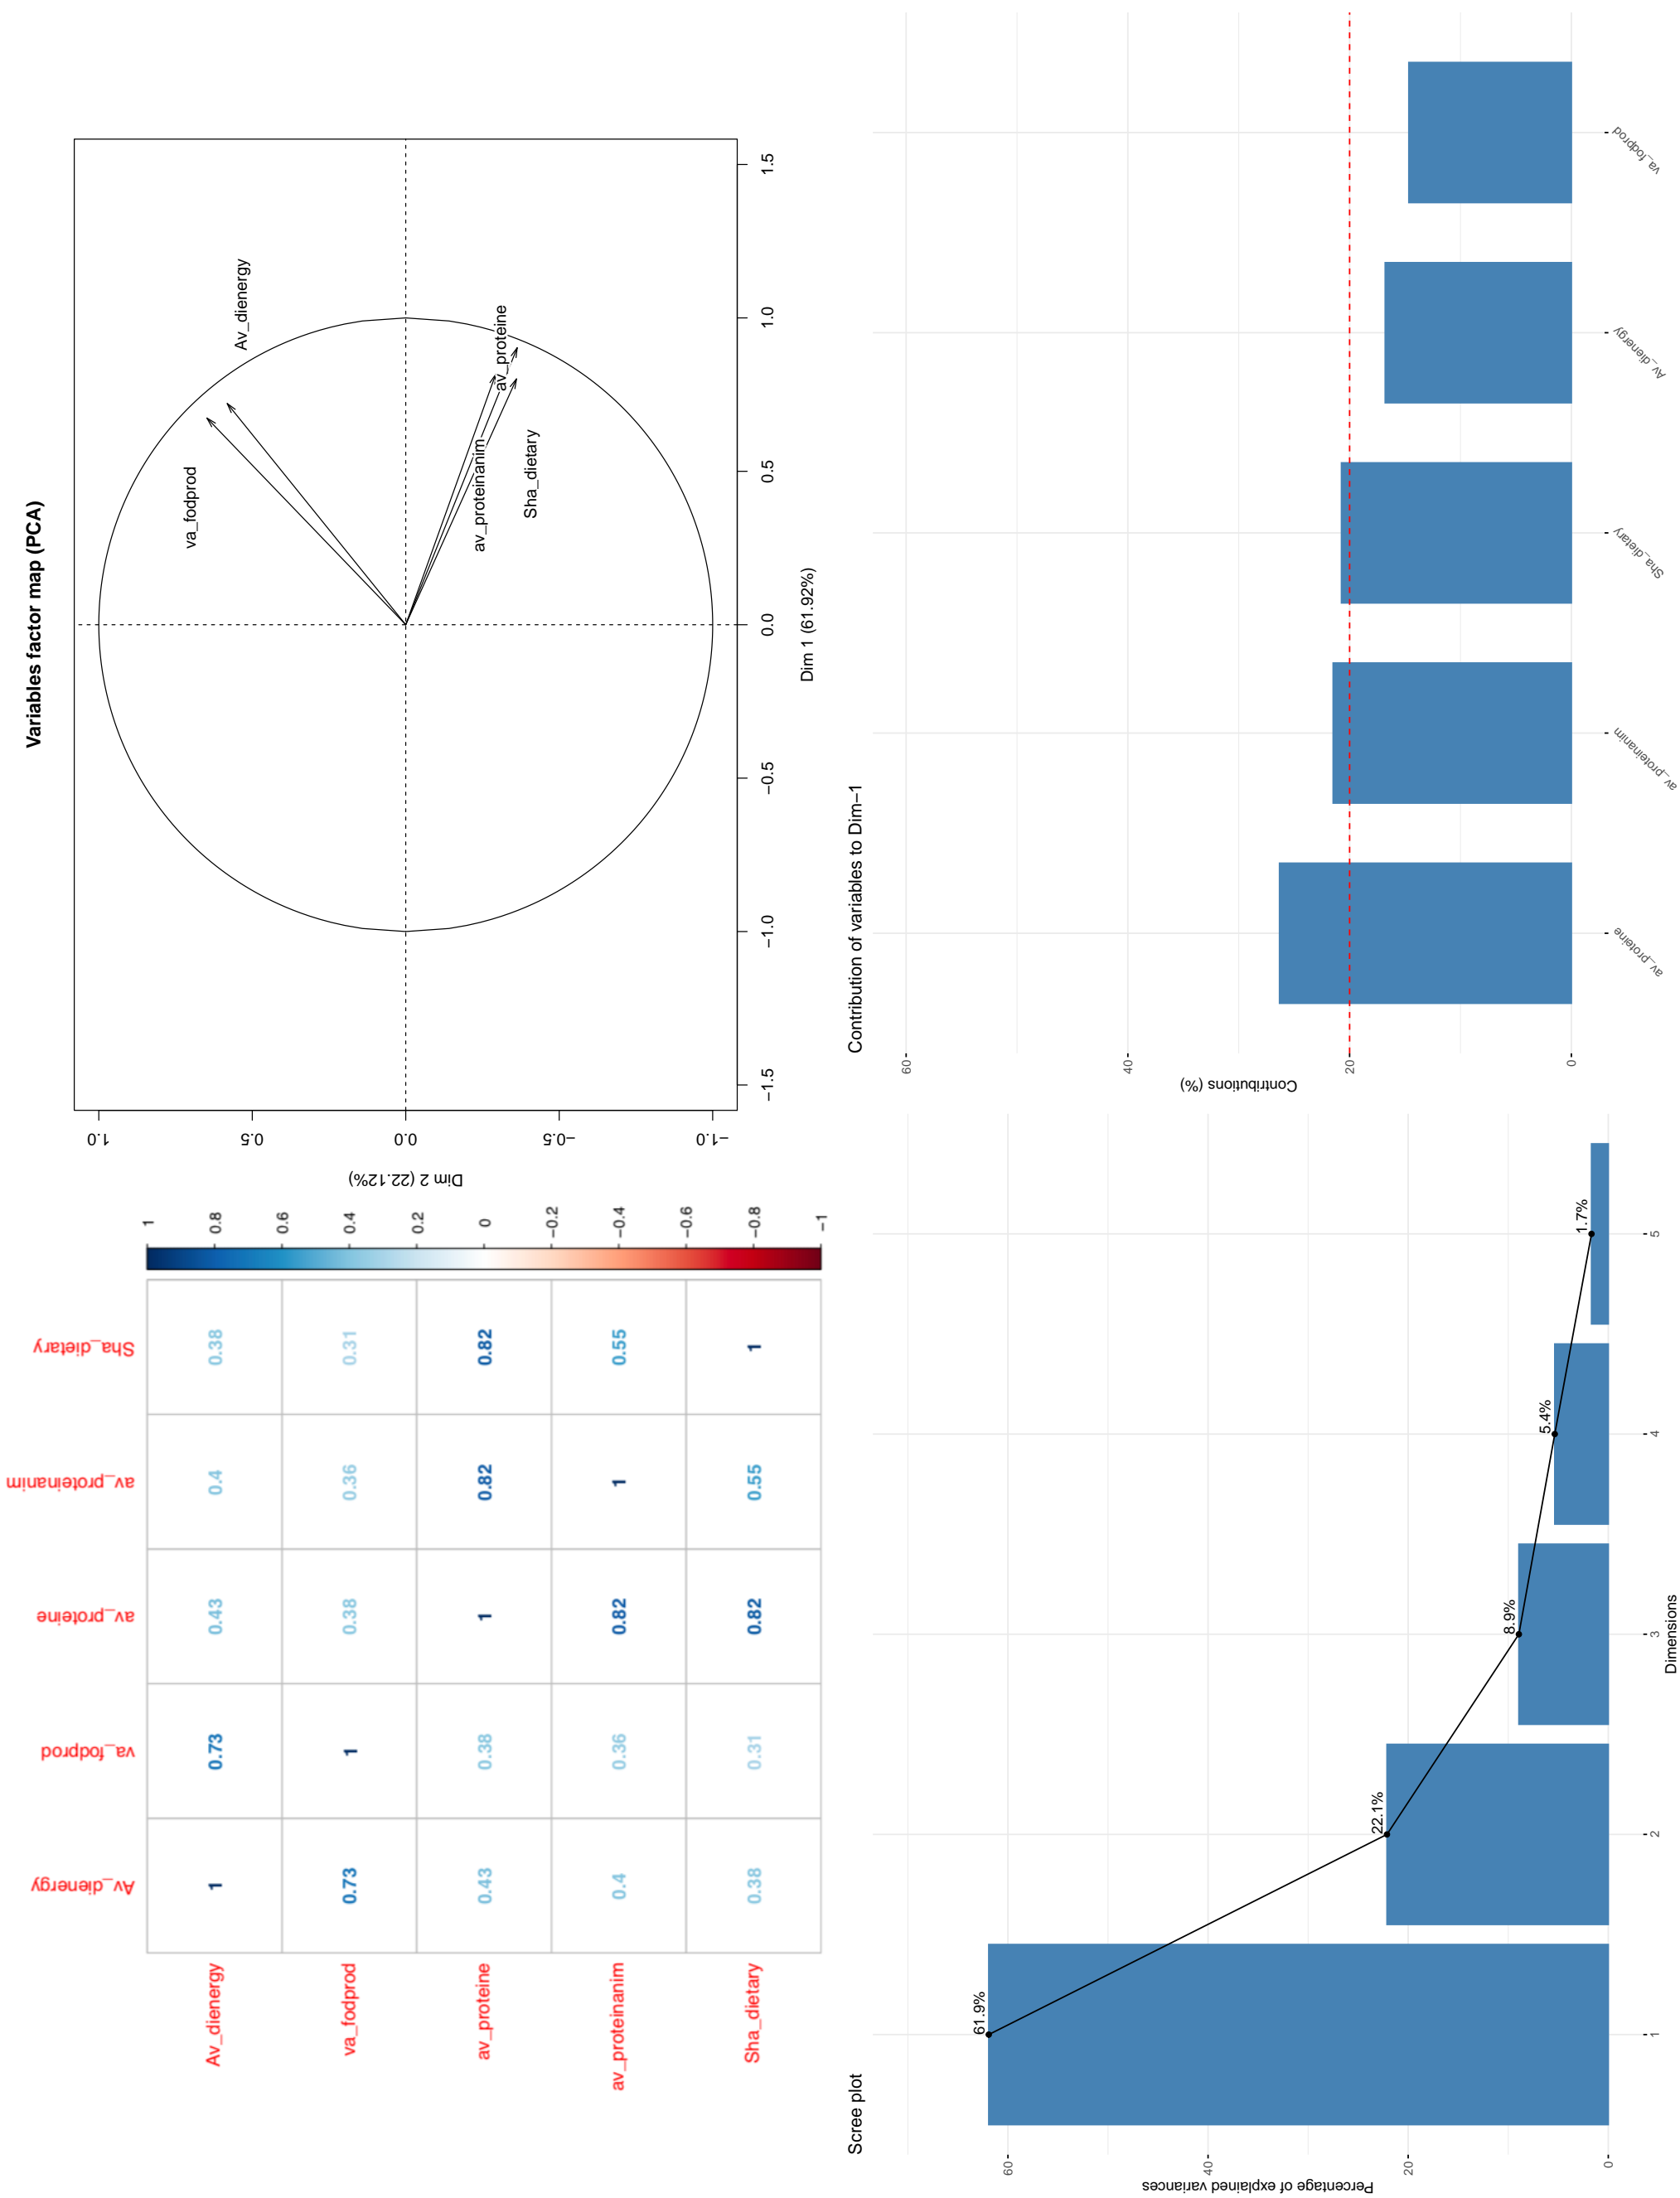 Av_dienergy
va_fodprod
av_proteine
av_proteinanim
Sha_dietary
Av_dienergy
1
0.73
0.43
0.4
0.38
va_fodprod
0.73
1
0.38
0.36
0.31
av_proteine
0.43
0.38
1
0.82
0.82
av_proteinanim
0.4
0.36
0.82
1
0.55
Sha_dietary
0.38
0.31
0.82
0.55
1
1
0.8
0.6
0.4
0.2
0
−0.2
−0.4
−0.6
−0.8
−1
Variables factor map (PCA)
Dim 2 (22.12%)
1.0
0.5
0.0
−0.5
−1.0
va_fodprod
Av_dienergy
av_proteine
av_proteinanim
Sha_dietary
−1.5
−1.0
−0.5
0.0
0.5
1.0
1.5
Dim 1 (61.92%)
Scree plot
Percentage of explained variances
60
40
20
0
61.9%
22.1%
8.9%
5.4%
1.7%
1
2
3
4
5
Dimensions
Contribution of variables to Dim−1
Contributions (%)
60
40
20
0
av_proteine
av_proteinanim
Sha_dietary
Av_dienergy
va_fodprod